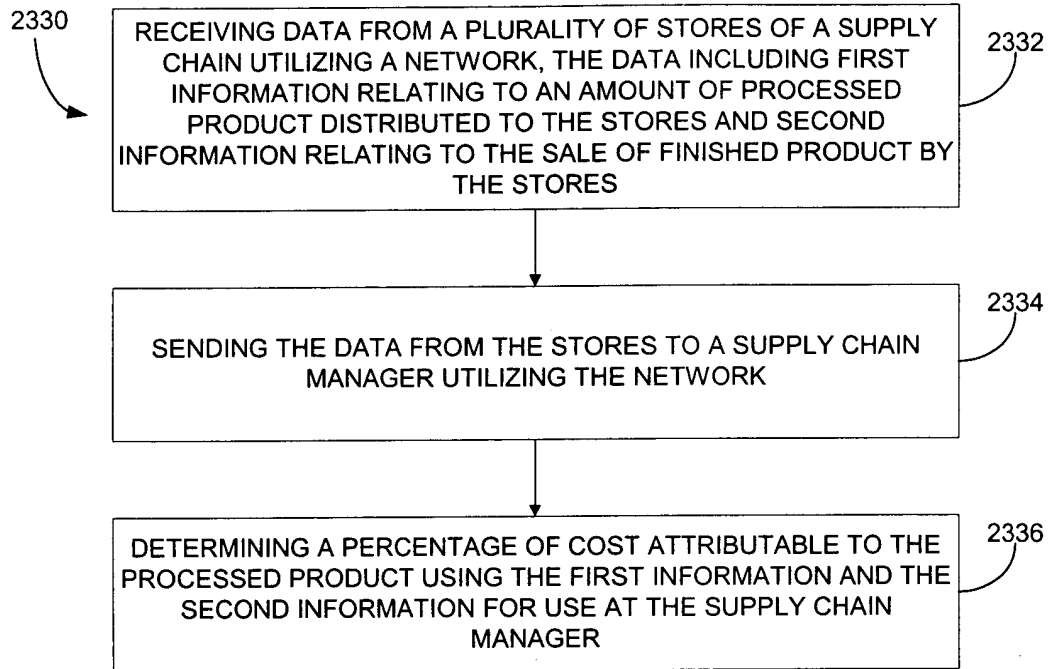 2330
RECEIVING DATA FROM A PLURALITY OF STORES OF A SUPPLY
CHAIN UTILIZING A NETWORK, THE DATA INCLUDING FIRST
INFORMATION RELATING TO AN AMOUNT OF PROCESSED
PRODUCT DISTRIBUTED TO THE STORES AND SECOND
INFORMATION RELATING TO THE SALE OF FINISHED PRODUCT BY
THE STORES
2332
SENDING THE DATA FROM THE STORES TO A SUPPLY CHAIN
MANAGER UTILIZING THE NETWORK
2334
DETERMINING A PERCENTAGE OF COST ATTRIBUTABLE TO THE
PROCESSED PRODUCT USING THE FIRST INFORMATION AND THE
SECOND INFORMATION FOR USE AT THE SUPPLY CHAIN
MANAGER
2336